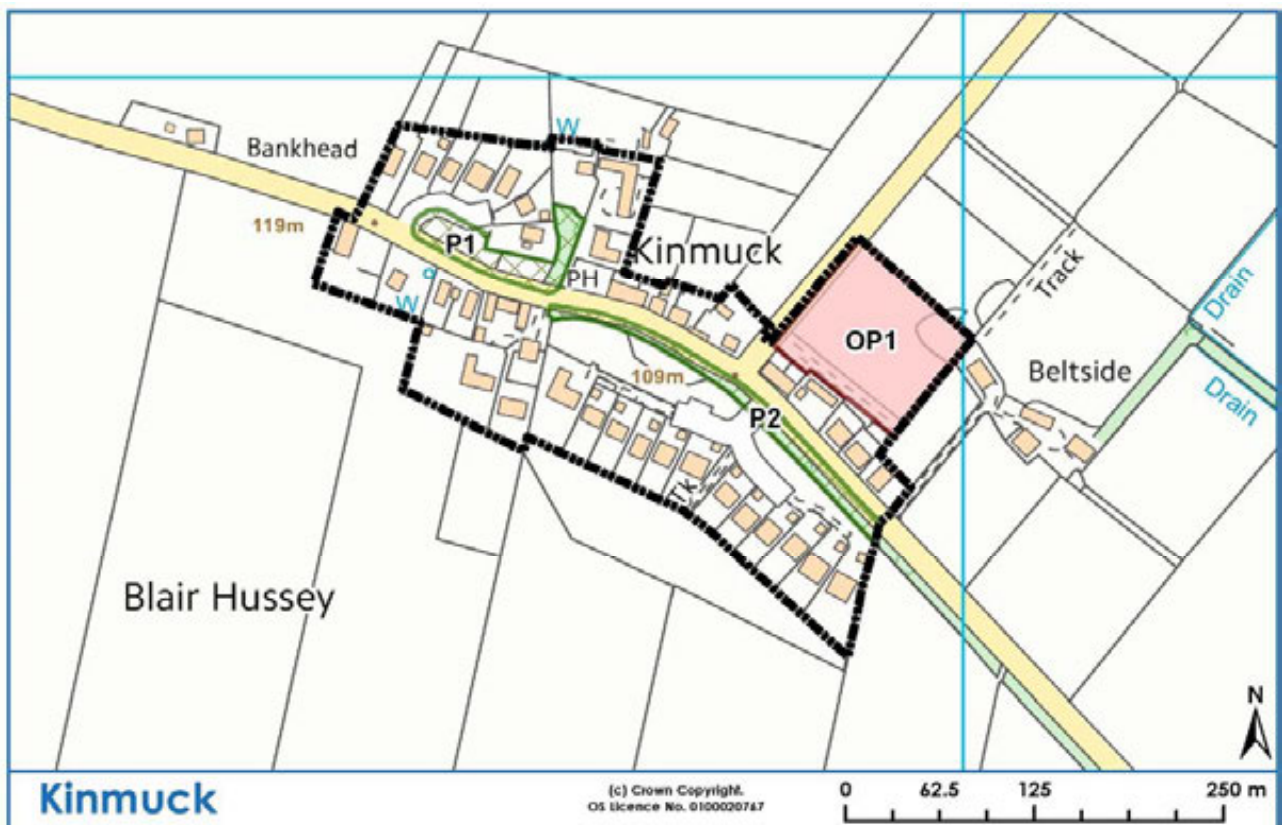 W
Bankhead
119m
P1
Kinmuck
PH
W
Track
OP1
Drain
Beltside
Drain
109m
P2
Tk
Blair Hussey
N
Kinmuck
(c) Crown Copyright.
OS Licence No. 0100020767
0 62.5 125 250 m